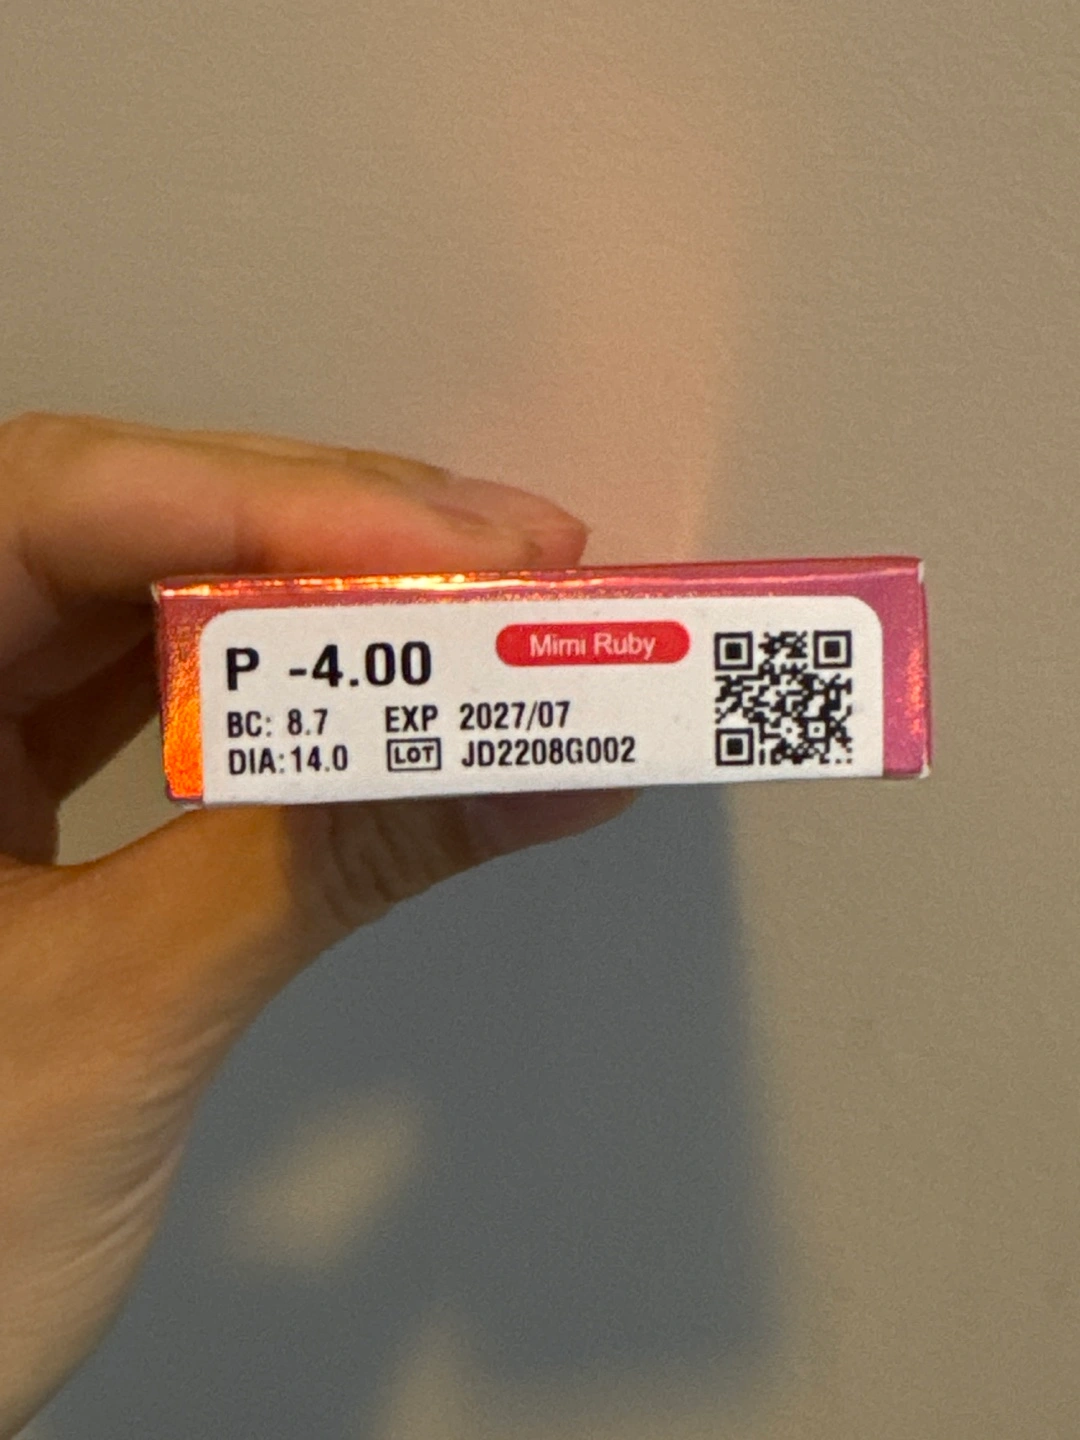 P -4.00
Mimi Ruby
BC: 8.7 EXP 2027/07
DIA:14.0 LOT JD2208G002